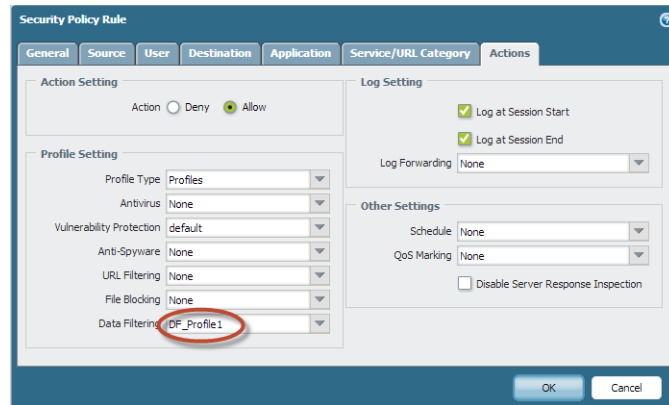 Security Policy Rule
General Source User Destination Application Service/URL Category Actions
Action Setting
Action Deny Allow
Profile Setting
Profile Type Profiles
Antivirus None
Vulnerability Protection default
Anti-Spyware None
URL Filtering None
File Blocking None
Data Filtering DF_Profile1
Log Setting
Log at Session Start
Log at Session End
Log Forwarding None
Other Settings
Schedule None
QoS Marking None
Disable Server Response Inspection
OK Cancel